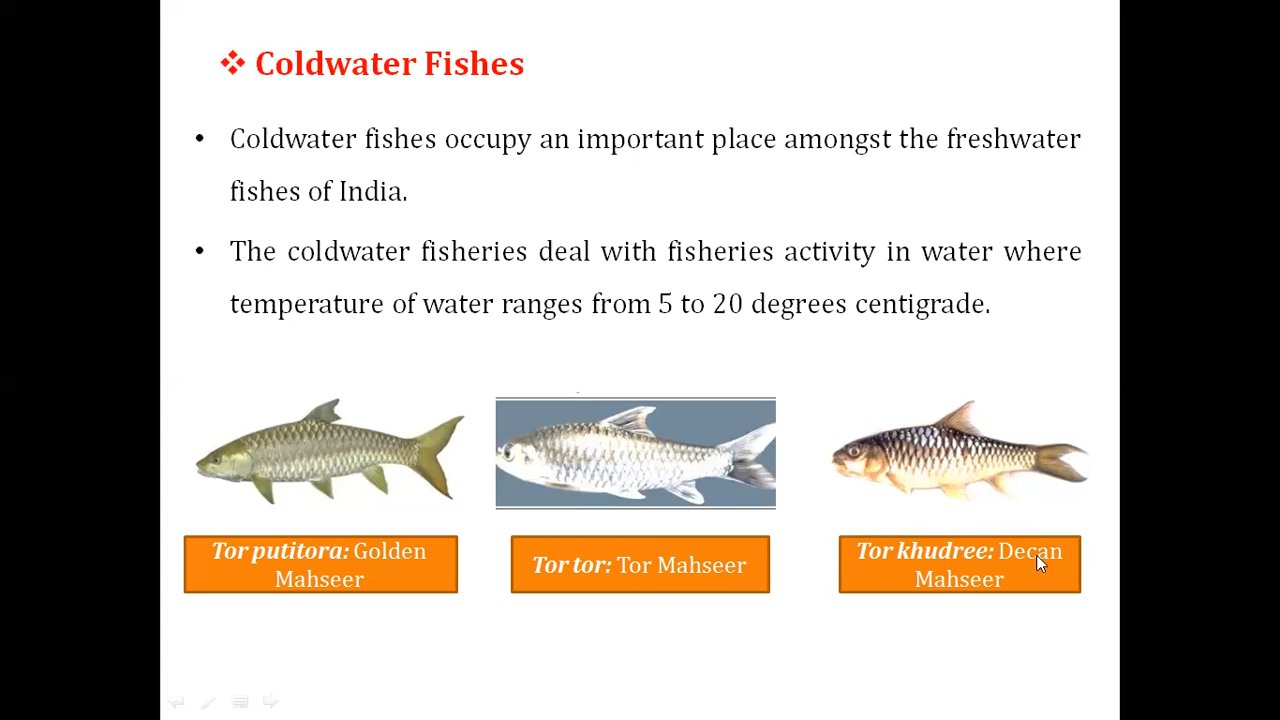 Coldwater Fishes
Coldwater fishes occupy an important place amongst the freshwater
fishes of India.
The coldwater fisheries deal with fisheries activity in water where
temperature of water ranges from 5 to 20 degrees centigrade.
Tor putitora: Golden
Mahseer
Tor tor: Tor Mahseer
Tor khudree: Decan
Mahseer